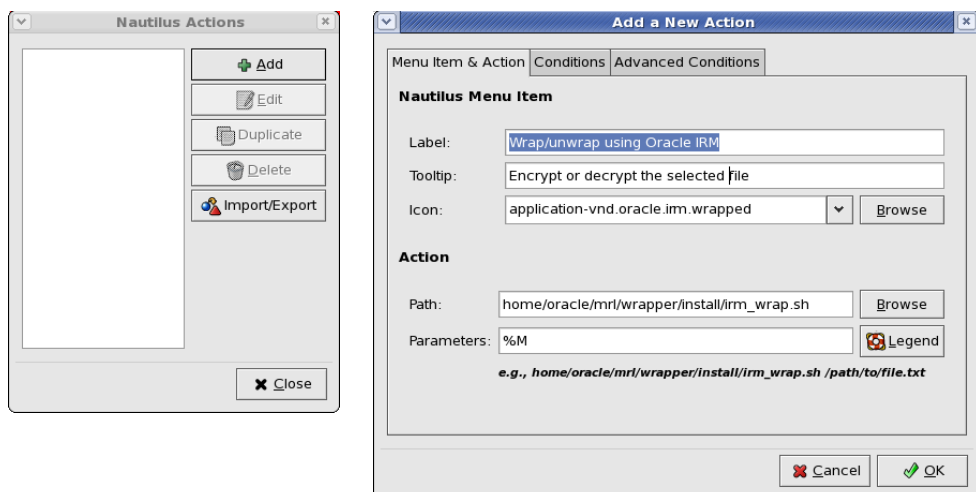 Nautilus Actions
Add
Edit
Duplicate
Delete
Import/Export
Close
Add a New Action
Menu Item & Action Conditions Advanced Conditions
Nautilus Menu Item
Label: Wrap/unwrap using Oracle IRM
Tooltip: Encrypt or decrypt the selected file
Icon: application-vnd.oracle.irm.wrapped Browse
Action
Path: home/oracle/mrl/wrapper/install/irm_wrap.sh Browse
Parameters: %M Legend
e.g., home/oracle/mrl/wrapper/install/irm_wrap.sh /path/to/file.txt
Cancel OK